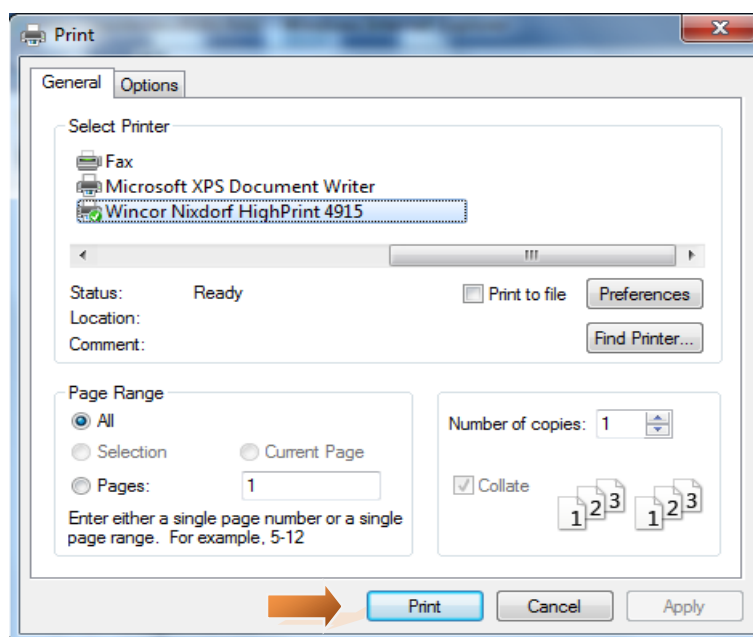 Print
General Options
Select Printer
Fax
Microsoft XPS Document Writer
Wincor Nixdorf HighPrint 4915
Status: Ready Print to file Preferences
Location:
Comment: Find Printer...
Page Range
All
Selection Current Page
Pages: 1
Enter either a single page number or a single
page range. For example, 5-12
Number of copies: 1
Collate
1 2 3 1 2 3
Print Cancel Apply